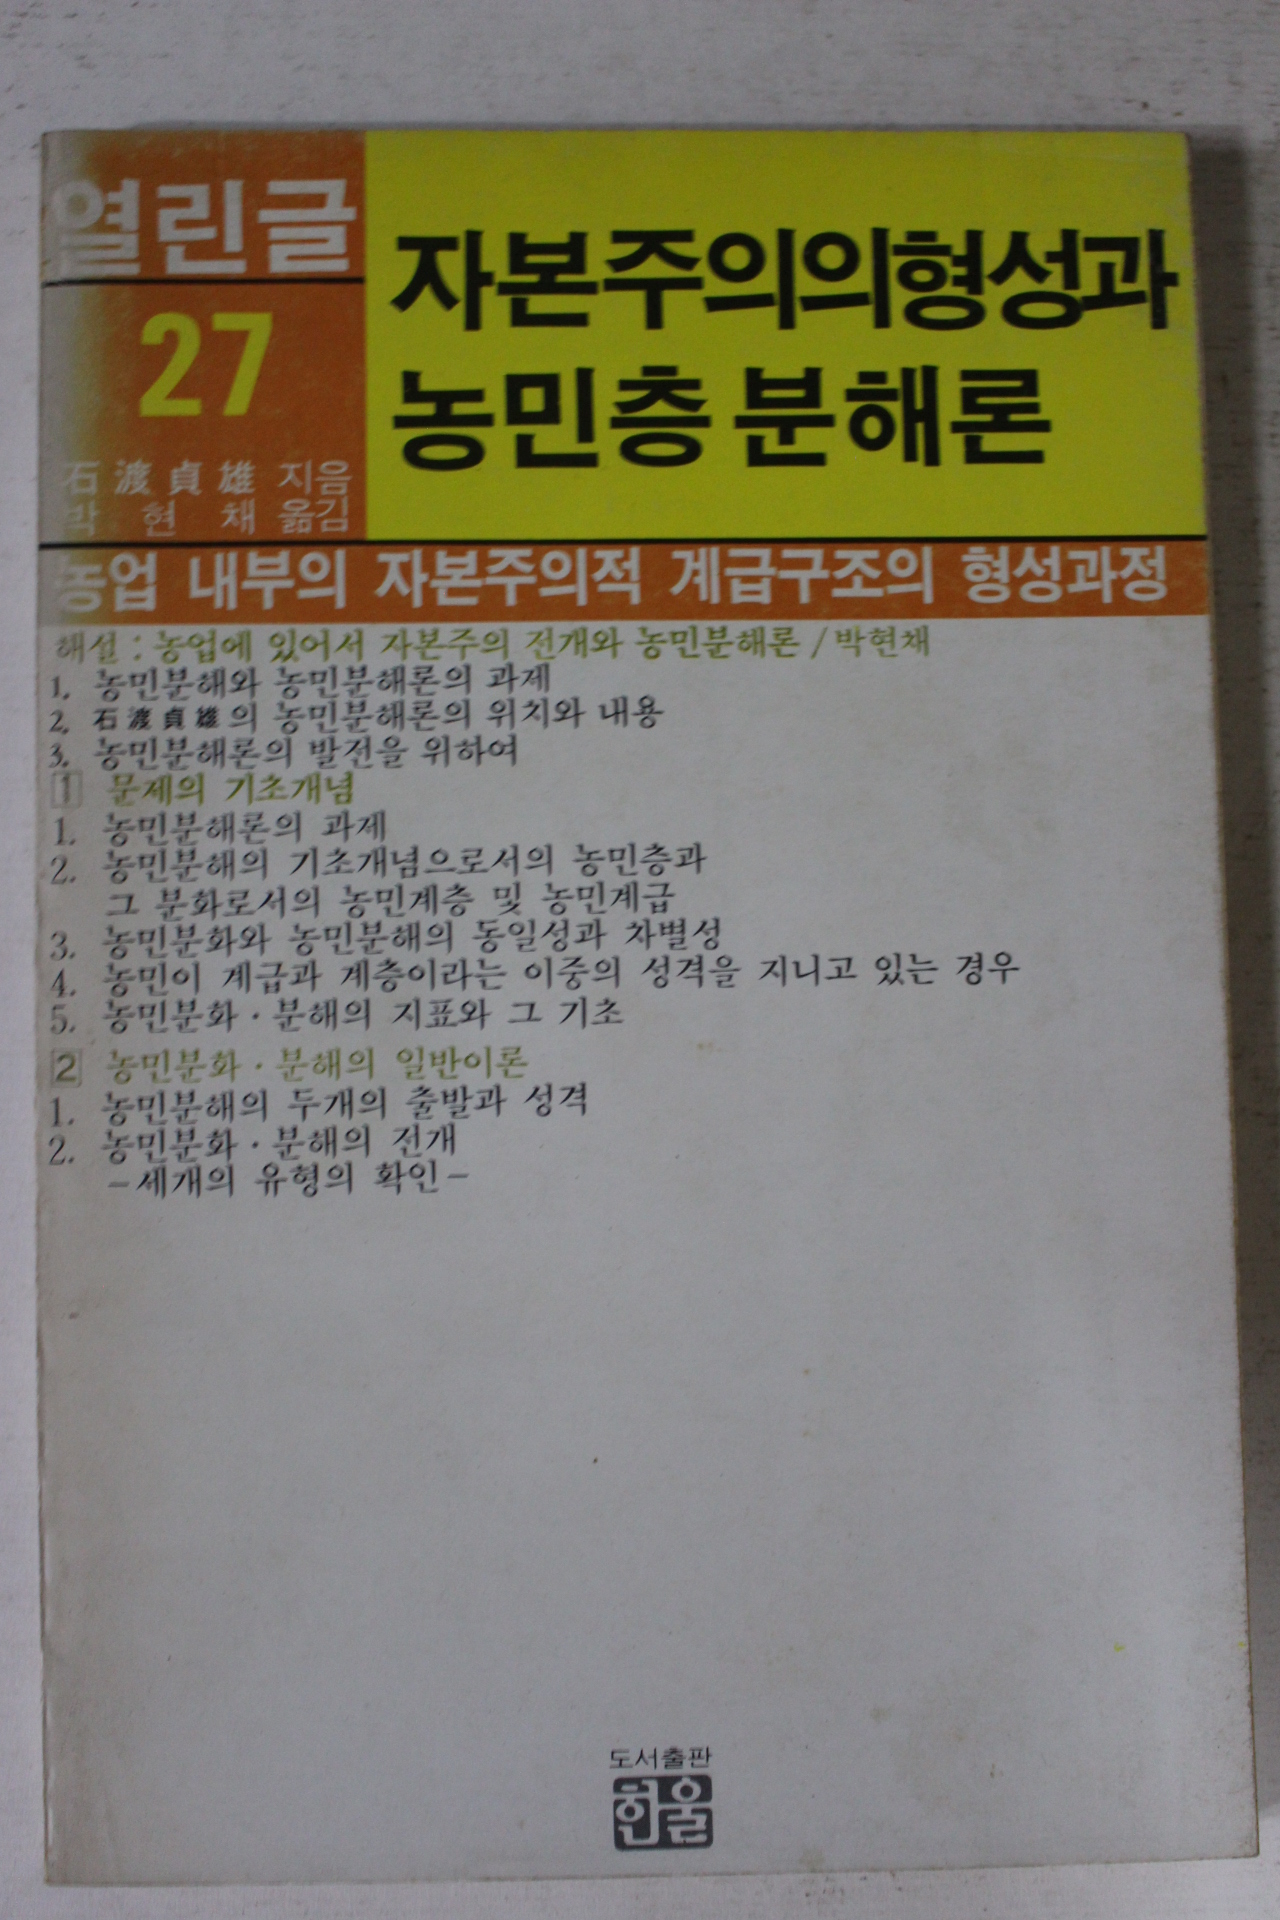 열린글
27
石渡貞雄 지음
박현채 옮김
자본주의의형성과
농민층분해론
농업 내부의 자본주의적 계급구조의 형성과정
해설 : 농업에 있어서 자본주의 전개와 농민분해론 / 박현채
1. 농민분해와 농민분해론의 과제
2. 石渡貞雄의 농민분해론의 위치와 내용
3. 농민분해론의 발전을 위하여
1 문제의 기초개념
1. 농민분해론의 과제
2. 농민분해의 기초개념으로서의 농민층과
그 분화로서의 농민계층 및 농민계급
3. 농민분화와 농민분해의 동일성과 차별성
4. 농민이 계급과 계층이라는 이중의 성격을 지니고 있는 경우
5. 농민분화·분해의 지표와 그 기초
2 농민분화·분해의 일반이론
1. 농민분해의 두개의 출발과 성격
2. 농민분화·분해의 전개
-세개의 유형의 확인-
도서출판
한울